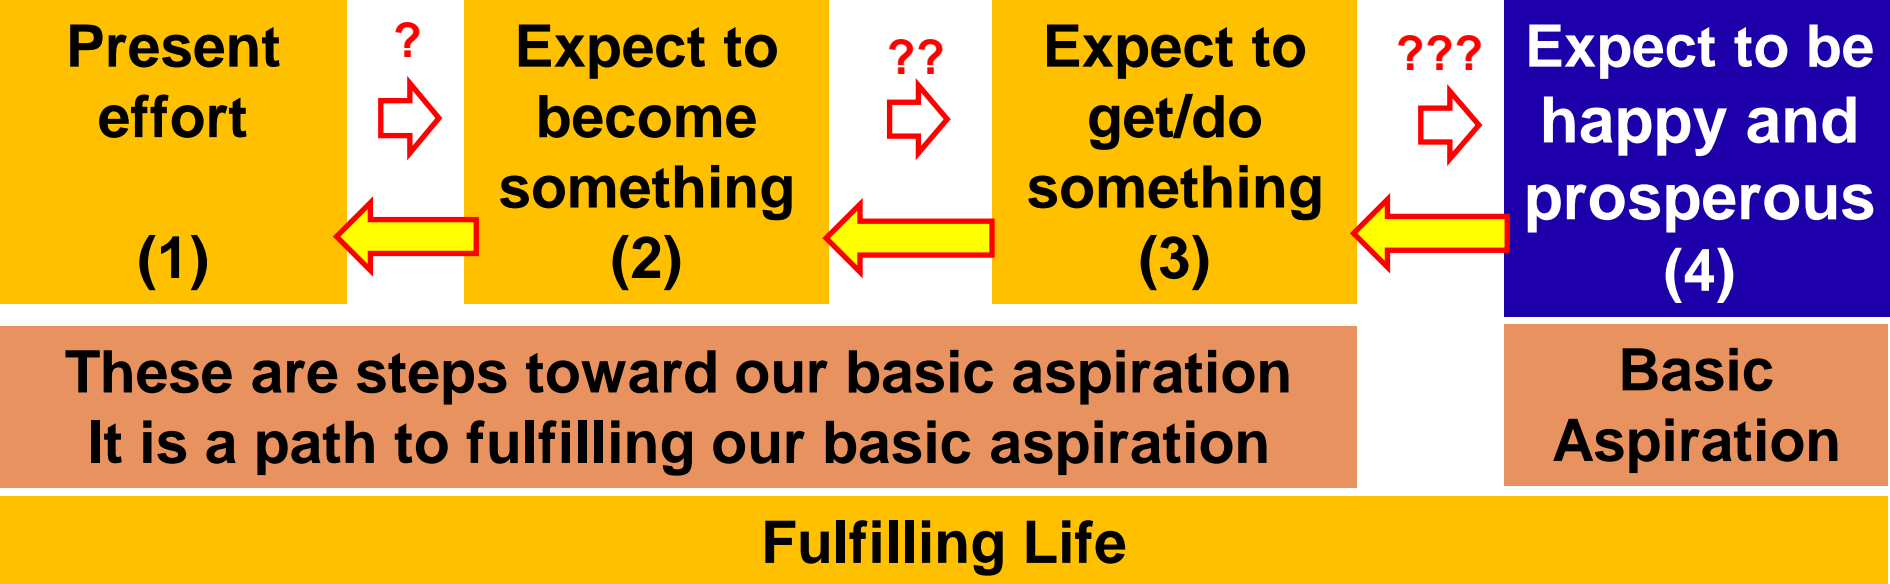 Present
effort
(1)
?
Expect to
become
something
(2)
??
Expect to
get/do
something
(3)
???
Expect to be
happy and
prosperous
(4)
These are steps toward our basic aspiration
It is a path to fulfilling our basic aspiration
Basic
Aspiration
Fulfilling Life